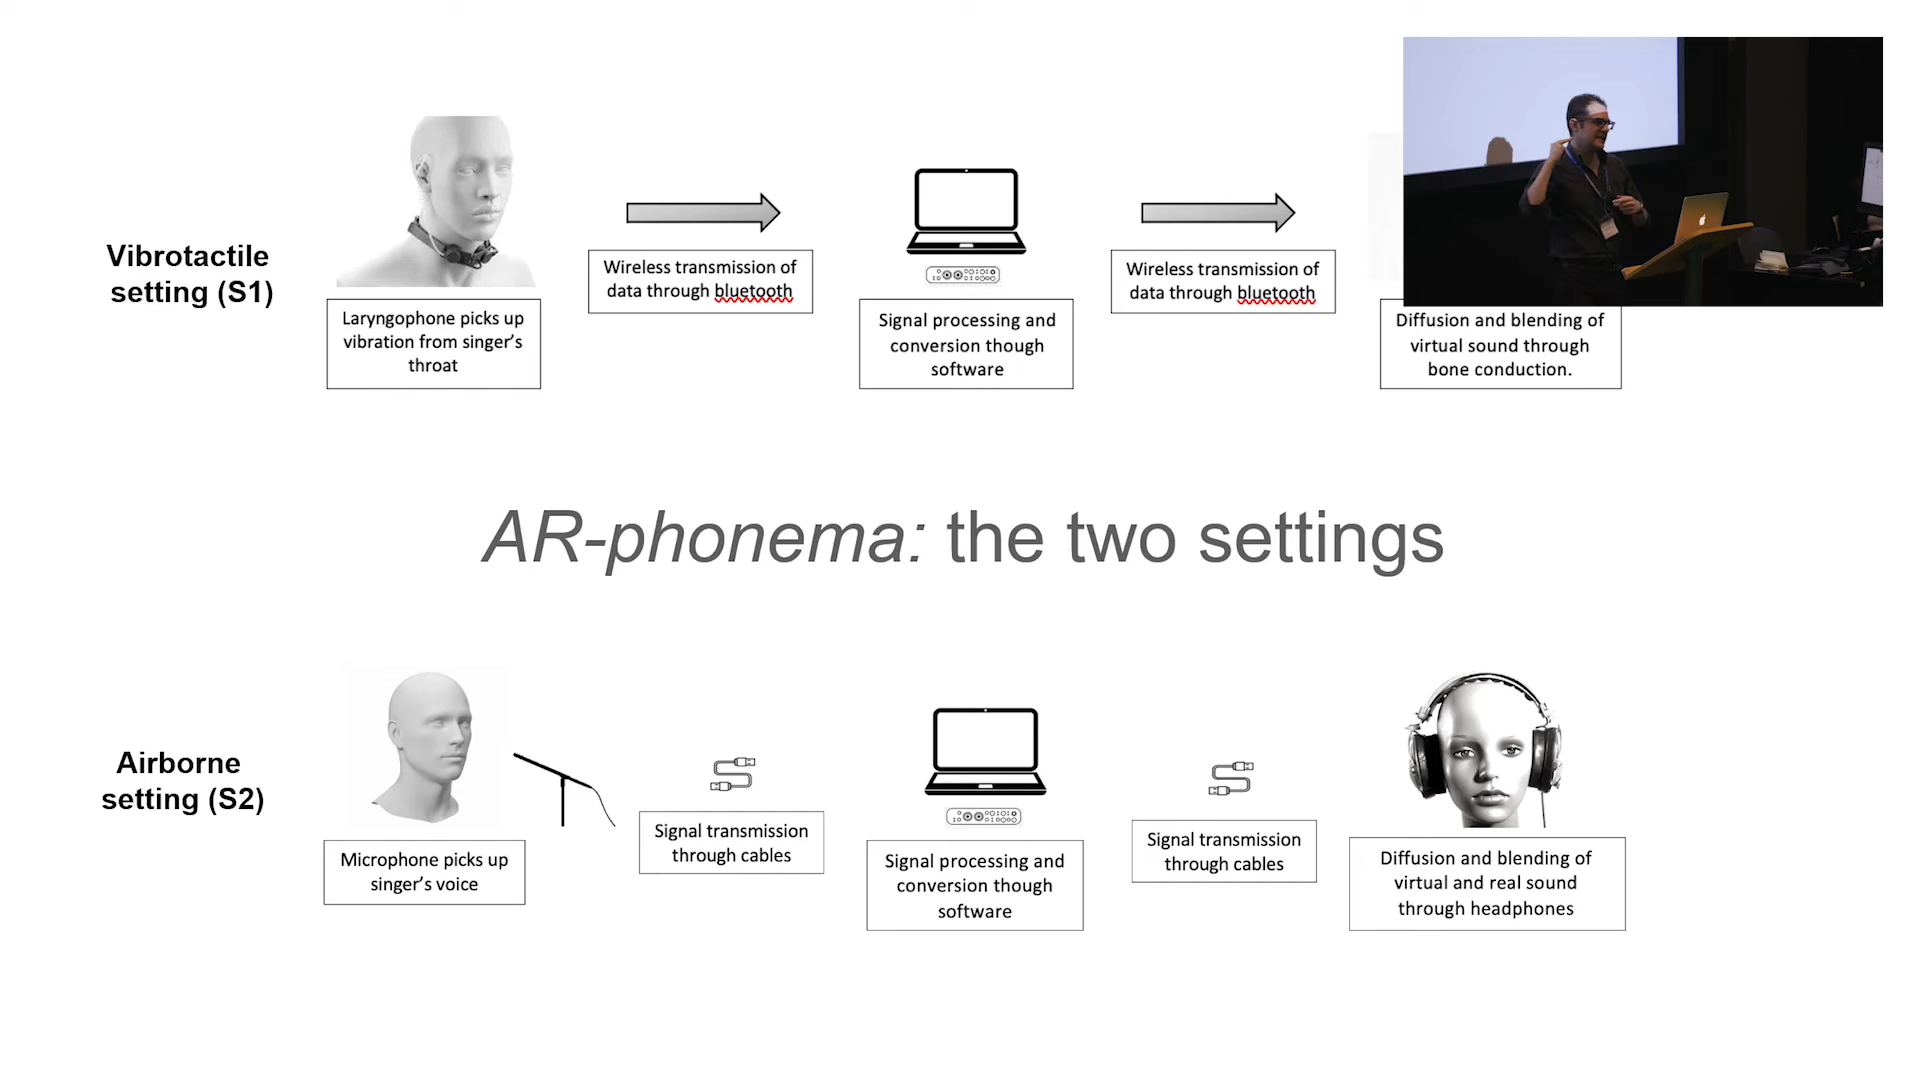 Vibrotactile
setting (S1)
Laryngophone picks up
vibration from singer's
throat
Wireless transmission of
data through bluetooth
Signal processing and
conversion though
software
Wireless transmission of
data through bluetooth
Diffusion and blending of
virtual sound through
bone conduction.
AR-phonema: the two settings
Airborne
setting (S2)
Microphone picks up
singer's voice
Signal transmission
through cables
Signal processing and
conversion though
software
Signal transmission
through cables
Diffusion and blending of
virtual and real sound
through headphones